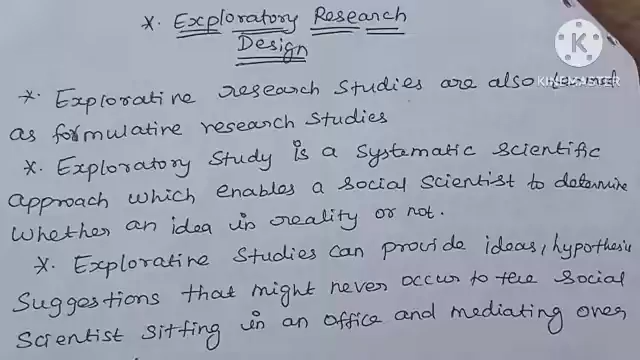 *. Exploratory Research
Design
K
KINEMASTER
*. Explorative research studies are also termed
as formulative research studies
*. Exploratory study is a systematic scientific
approach which enables a social scientist to determine
whether an idea in reality or not.
*. Explorative studies can provide ideas, hypothesis
suggestions that might never occur to the social
scientist sitting in an office and mediating over